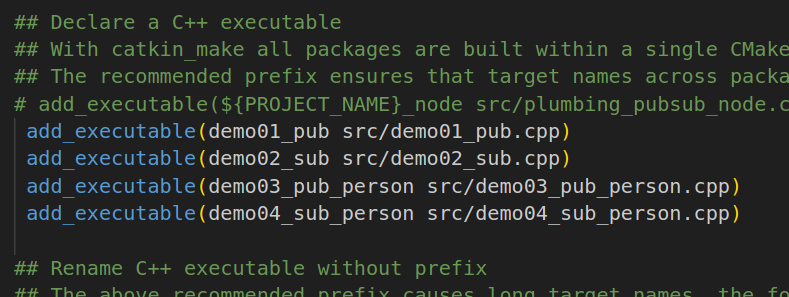 ## Declare a C++ executable
## With catkin_make all packages are built within a single CMake
## The recommended prefix ensures that target names across packa
# add_executable(${PROJECT_NAME}_node src/plumbing_pubsub_node.c
add_executable(demo01_pub src/demo01_pub.cpp)
add_executable(demo02_sub src/demo02_sub.cpp)
add_executable(demo03_pub_person src/demo03_pub_person.cpp)
add_executable(demo04_sub_person src/demo04_sub_person.cpp)
## Rename C++ executable without prefix
## The above recommended prefix causes long target names, the fo